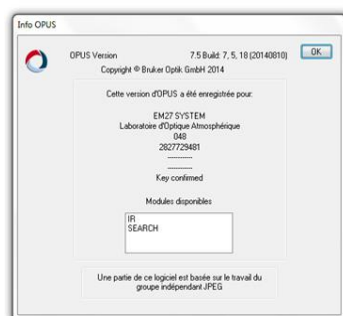 Info OPUS
OPUS Version 7.5 Build: 7, 5, 18 (20140810) OK
Copyright © Bruker Optik GmbH 2014
Cette version d'OPUS a été enregistrée pour:
EM27 SYSTEM
Laboratoire d'Optique Atmosphérique
048
2827729481
----------
----------
Key confirmed
Modules disponibles
IR
SEARCH
Une partie de ce logiciel est basée sur le travail du
groupe indépendant JPEG